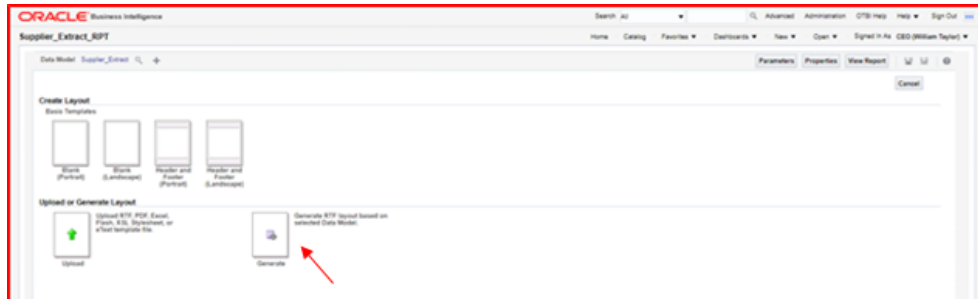 ORACLE Business Intelligence Search All Advanced Administration OTBI Help Help Sign Out
Supplier_Extract_RPT Home Catalog Favorites Dashboards New Open Signed In As CEO (William Taylor)
Data Model Supplier_Extract Parameters Properties View Report
Cancel
Create Layout
Basic Templates
Blank (Portrait) Blank (Landscape) Header and Footer (Portrait) Header and Footer (Landscape)
Upload or Generate Layout
Upload RTF, PDF, Excel, Flash, XSL Stylesheet, or eText template file.
Generate RTF layout based on selected Data Model.
Upload Generate